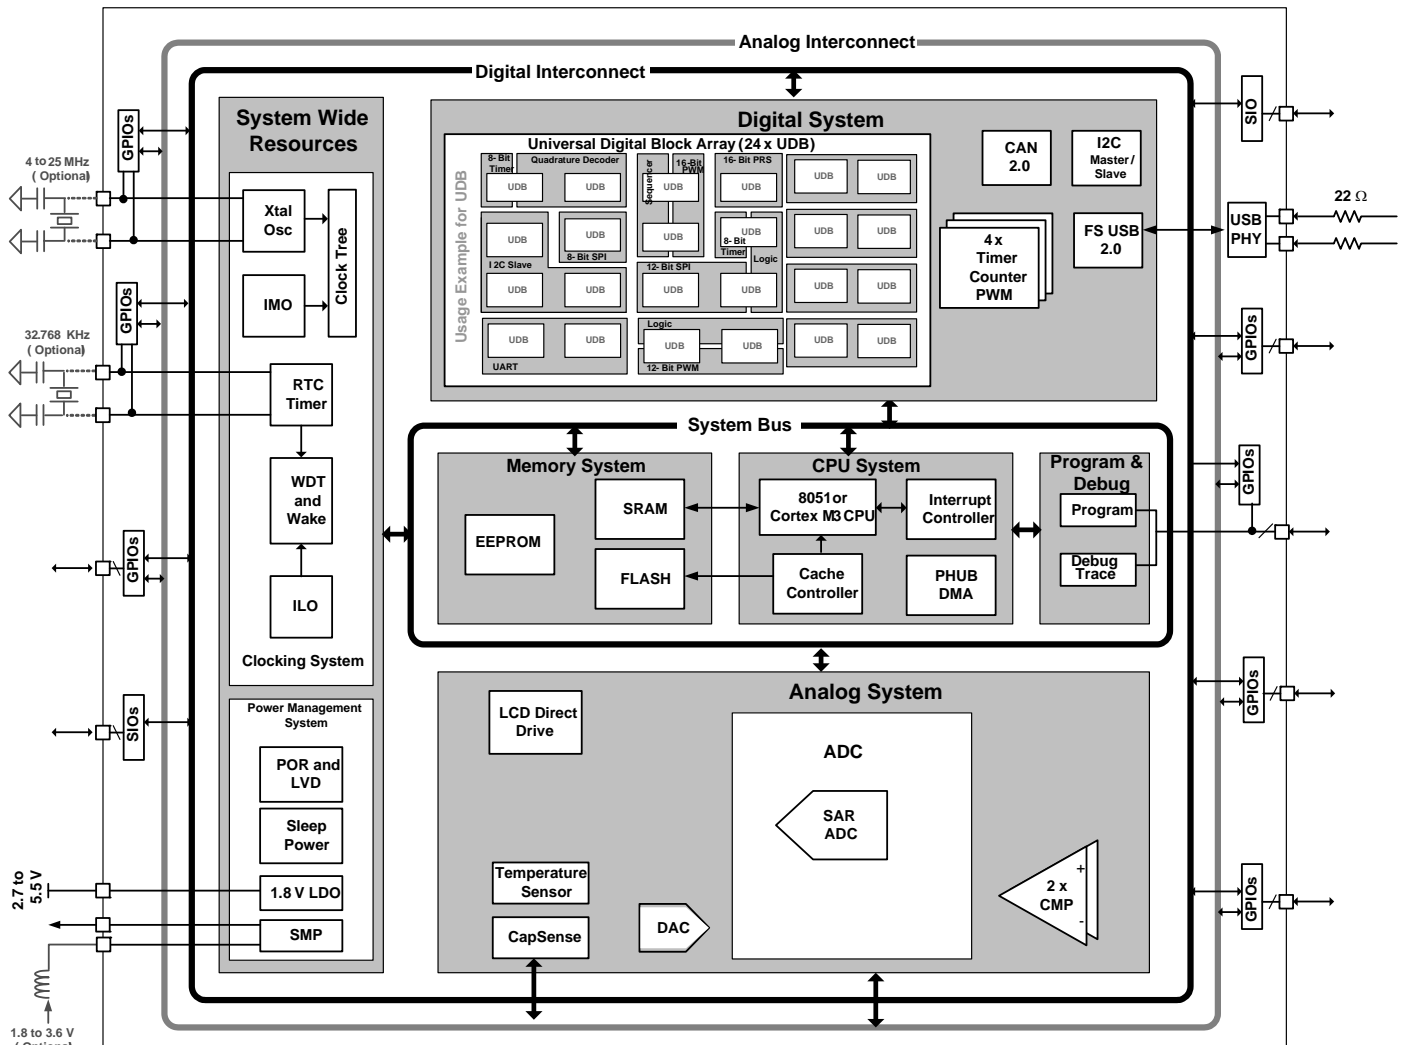 Analog Interconnect
Digital Interconnect
System Wide
Resources
GPIOs
4 to 25 MHz
( Optional)
Xtal
Osc
Clock Tree
IMO
GPIOs
32.768 KHz
( Optional)
RTC
Timer
WDT
and
Wake
ILO
Clocking System
GPIOs
SIOs
Power Management
System
POR and
LVD
Sleep
Power
1.8 V LDO
SMP
2.7 to
5.5 V
1.8 to 3.6 V
( Optional)
Digital System
Universal Digital Block Array (24 x UDB)
Usage Example for UDB
8- Bit
Timer
Quadrature Decoder
Sequencer
16-Bit
PWM
16- Bit PRS
UDB
UDB
UDB
UDB
UDB
UDB
UDB
UDB
UDB
UDB
UDB
UDB
I2C Slave
8- Bit SPI
8- Bit
Timer
Logic
12- Bit SPI
UDB
UDB
UDB
UDB
UDB
UDB
Logic
UDB
UDB
UDB
UDB
UDB
UDB
UART
12- Bit PWM
CAN
2.0
I2C
Master/
Slave
4 x
Timer
Counter
PWM
FS USB
2.0
System Bus
Memory System
EEPROM
SRAM
FLASH
CPU System
8051 or
Cortex M3 CPU
Interrupt
Controller
Cache
Controller
PHUB
DMA
Program &
Debug
Program
Debug
Trace
Analog System
LCD Direct
Drive
ADC
SAR
ADC
Temperature
Sensor
CapSense
DAC
2 x
CMP
+
-
SIO
USB
PHY
22 Ω
GPIOs
GPIOs
GPIOs
GPIOs